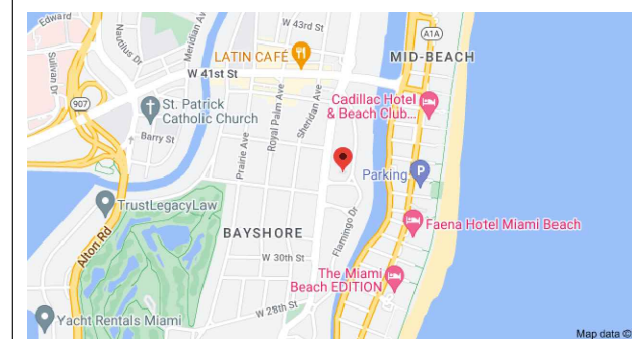 Edward
Sullivan Dr
Nautilus Dr
Meridian Ave
W 43rd St
A1A
MID-BEACH
LATIN CAFÉ
W 41st St
907
St. Patrick
Catholic Church
Barry St
Prairie Ave
Royal Palm Ave
Sheridan Ave
Cadillac Hotel
& Beach Club...
Parking
P
TrustLegacyLaw
Alton Rd
BAYSHORE
Flamingo Dr
Faena Hotel Miami Beach
W 30th St
The Miami
Beach EDITION
W 28th St
Yacht Rentals Miami
Map data ©